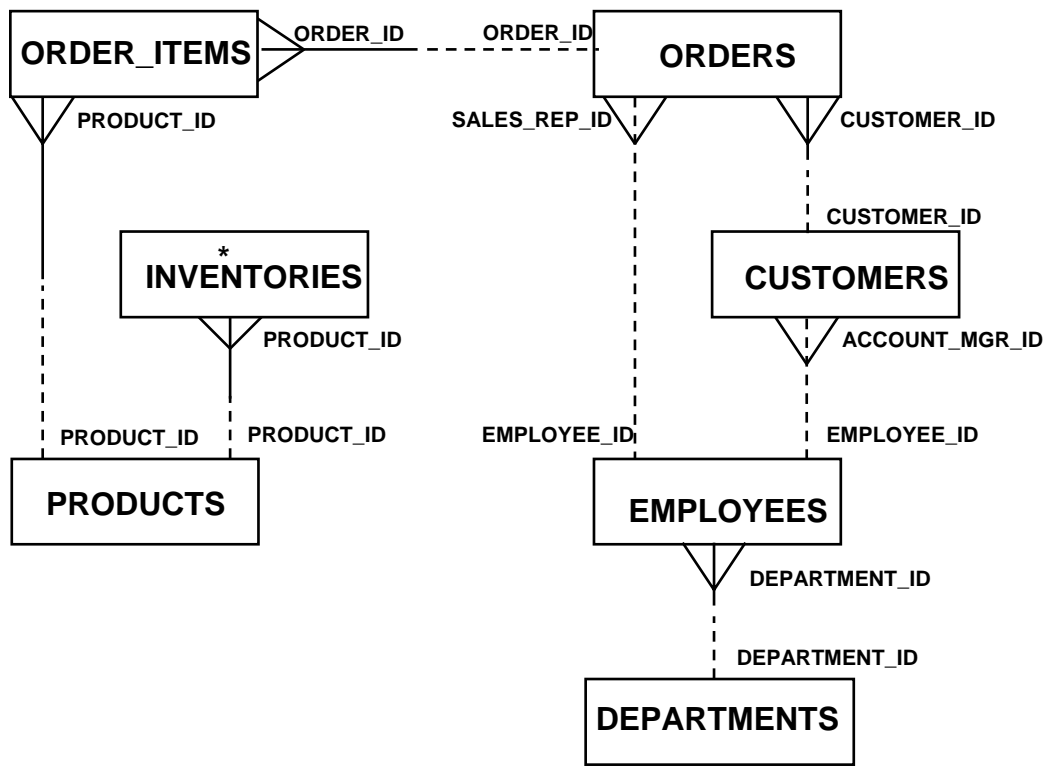 ORDER_ITEMS
ORDER_ID
ORDER_ID
ORDERS
PRODUCT_ID
SALES_REP_ID
CUSTOMER_ID
CUSTOMER_ID
*
INVENTORIES
CUSTOMERS
PRODUCT_ID
ACCOUNT_MGR_ID
PRODUCT_ID
PRODUCT_ID
EMPLOYEE_ID
EMPLOYEE_ID
PRODUCTS
EMPLOYEES
DEPARTMENT_ID
DEPARTMENT_ID
DEPARTMENTS